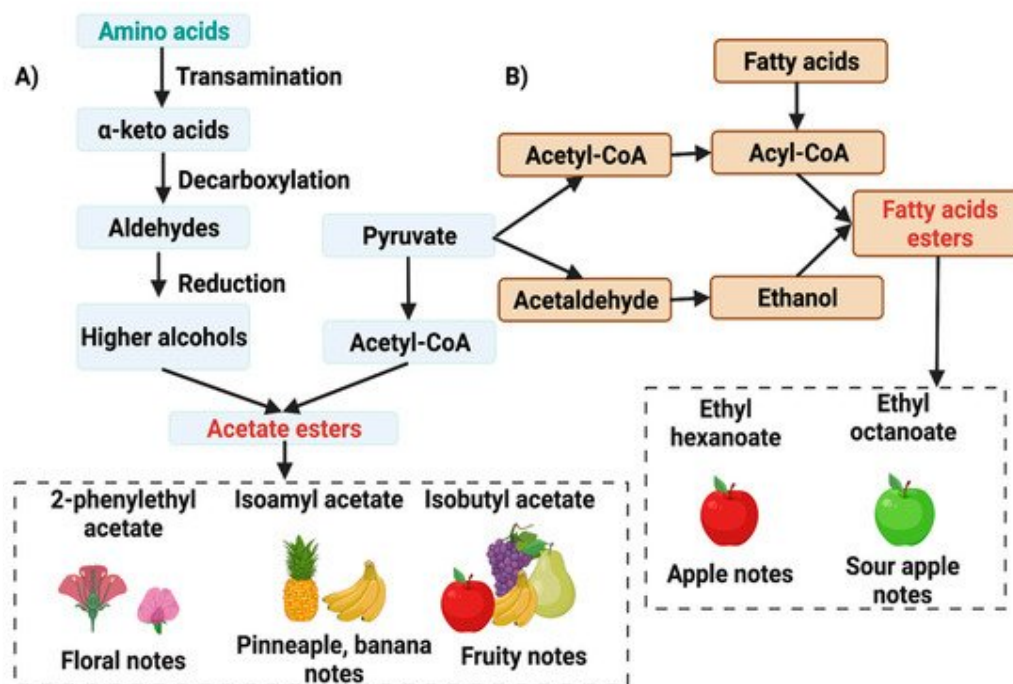 A)
Amino acids
Transamination
α-keto acids
Decarboxylation
Aldehydes
Reduction
Higher alcohols
Pyruvate
Acetyl-CoA
Acetate esters
2-phenylethyl
acetate
Floral notes
Isoamyl acetate
Pinneaple, banana
notes
Isobutyl acetate
Fruity notes
B)
Fatty acids
Acetyl-CoA
Acyl-CoA
Fatty acids
esters
Acetaldehyde
Ethanol
Ethyl
hexanoate
Apple notes
Ethyl
octanoate
Sour apple
notes